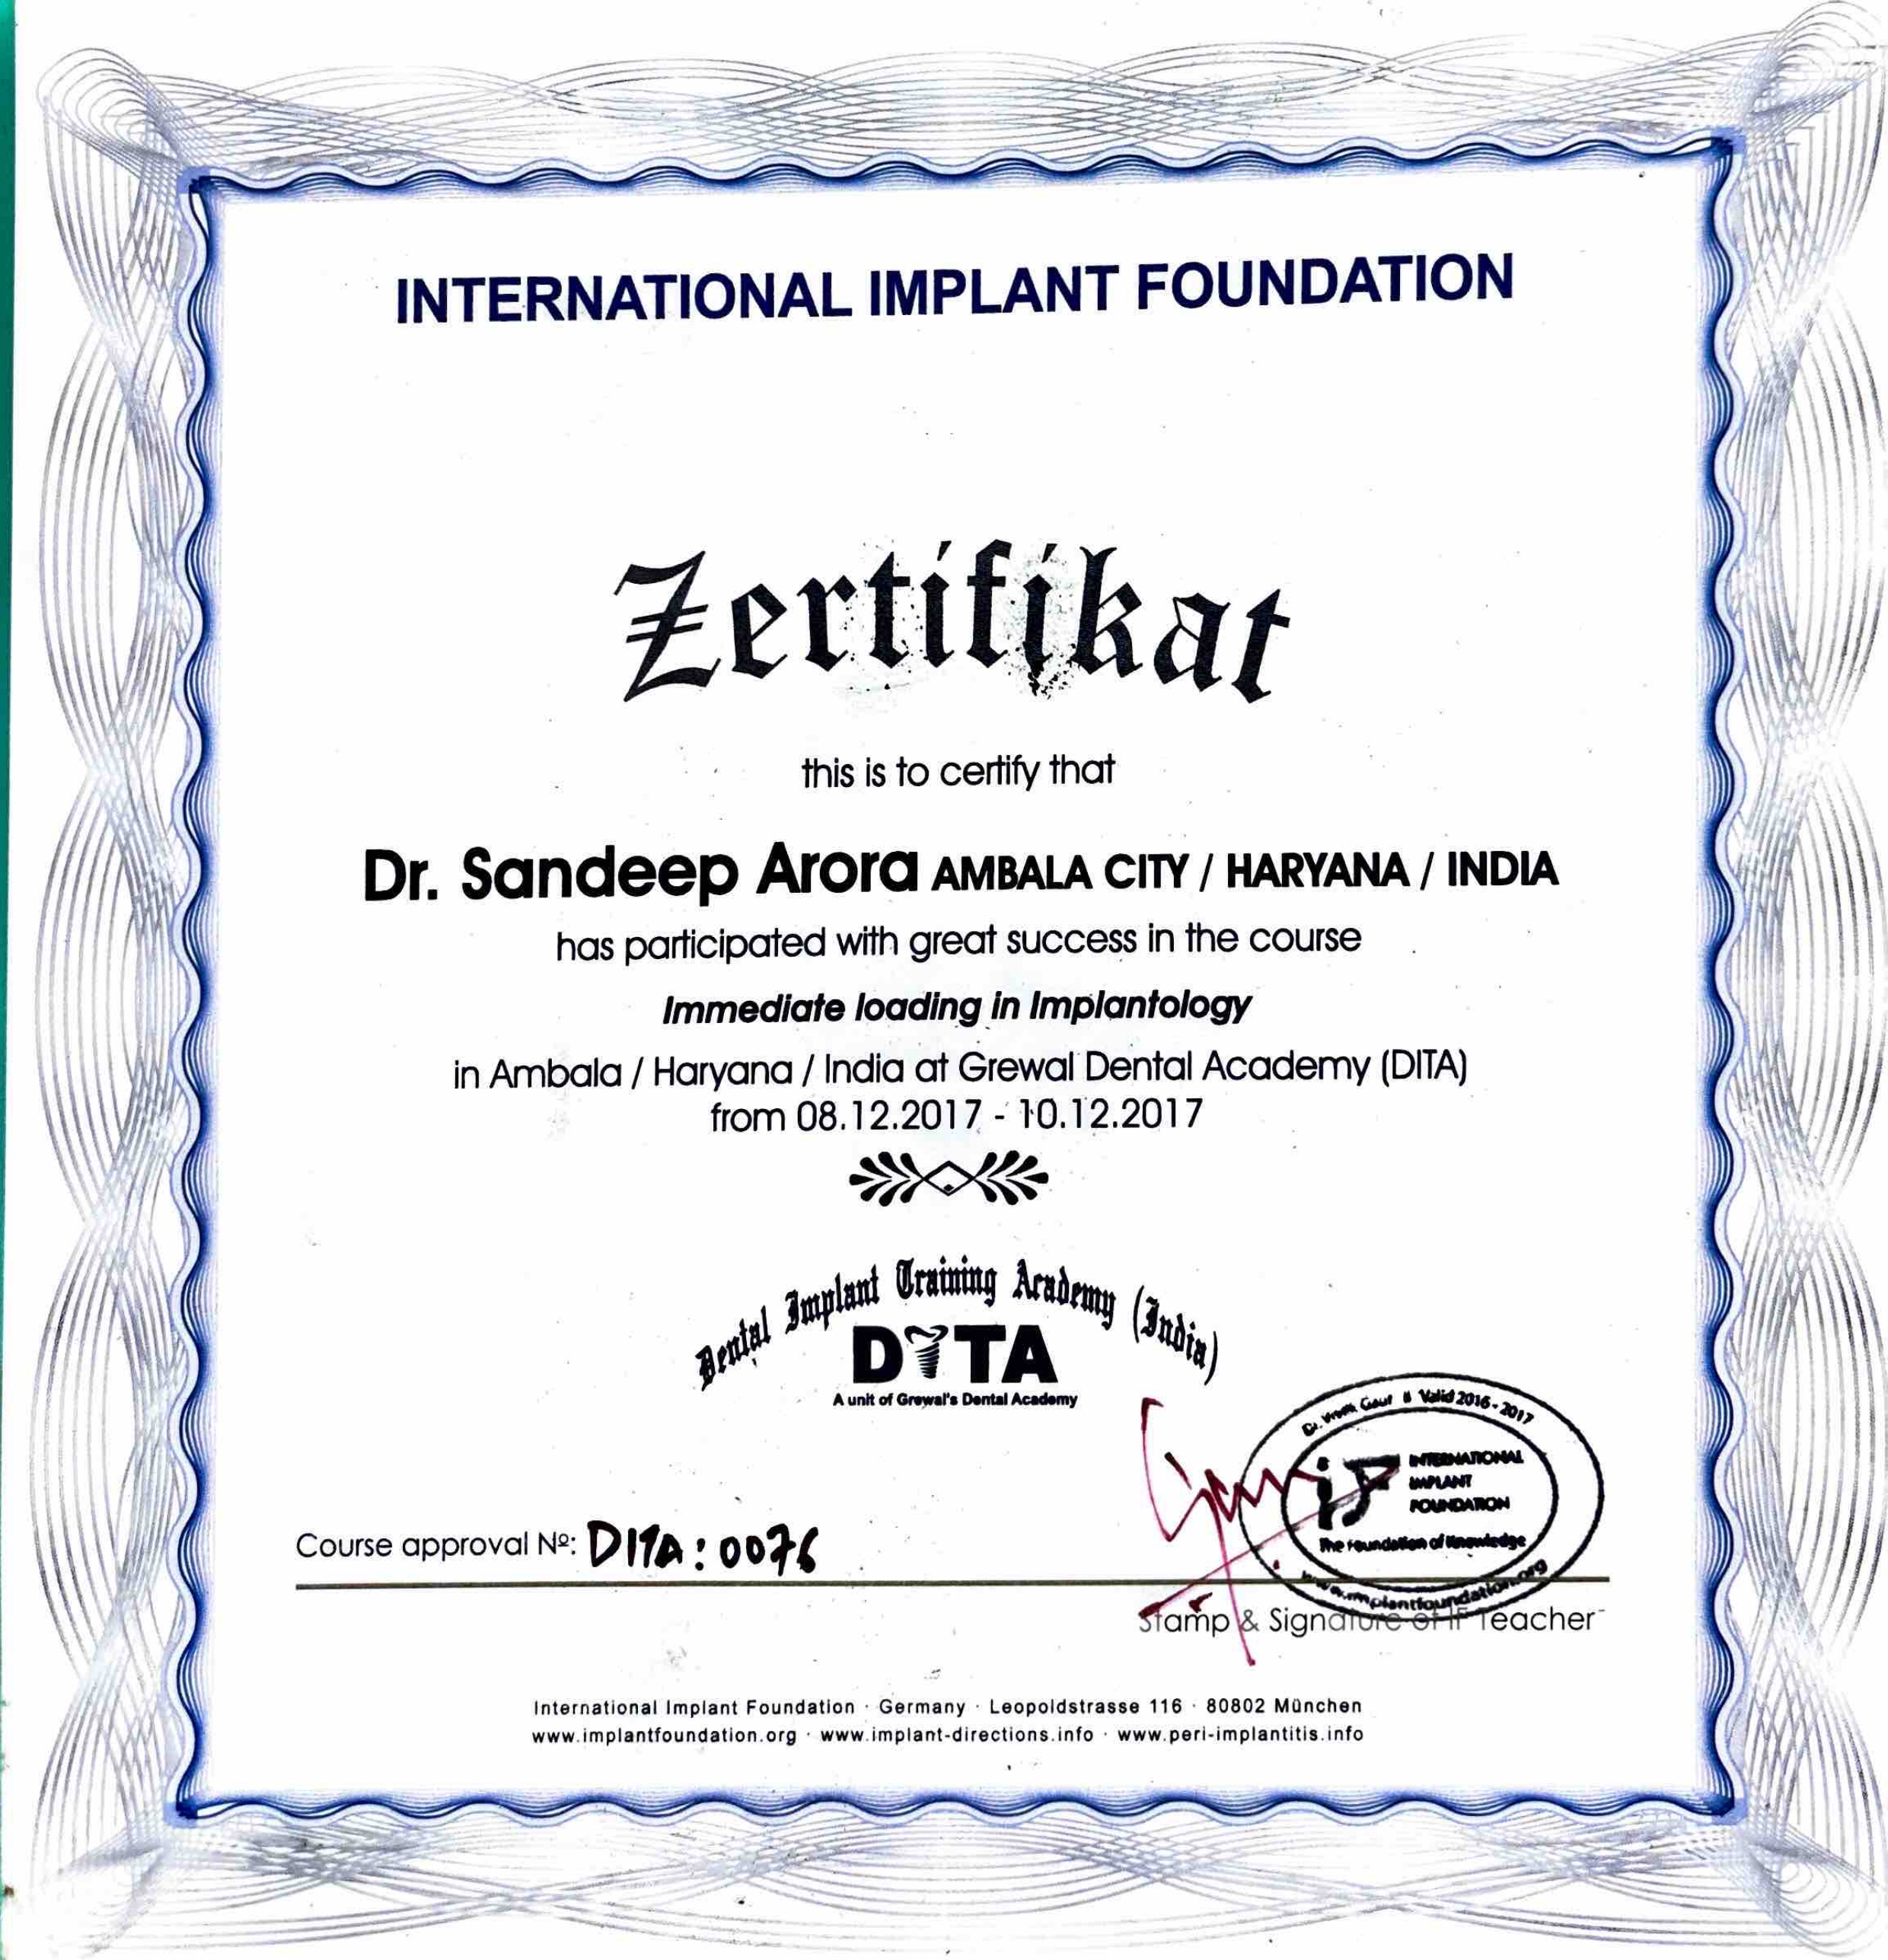 INTERNATIONAL IMPLANT FOUNDATION
Zertifikat
this is to certify that
Dr. Sandeep Arora AMBALA CITY / HARYANA / INDIA
has participated with great success in the course
Immediate loading in Implantology
in Ambala / Haryana / India at Grewal Dental Academy (DITA)
from 08.12.2017 - 10.12.2017
Dental Implant Training Academy (India)
DiTA
A unit of Grewal's Dental Academy
Dr. Gaur Valid 2016 - 2017
if INTERNATIONAL
IMPLANT
FOUNDATION
The Foundation of Knowledge
www.implantfoundation.org
Course approval Nº: DITA : 0076
Stamp & Signature of IF Teacher
International Implant Foundation · Germany · Leopoldstrasse 116 · 80802 München
www.implantfoundation.org · www.implant-directions.info · www.peri-implantitis.info